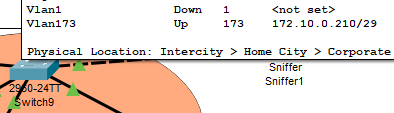 Vlan1 Down 1 <not set>
Vlan173 Up 173 172.10.0.210/29
Physical Location: Intercity > Home City > Corporate
Sniffer
Sniffer1
2960-24TT
Switch9